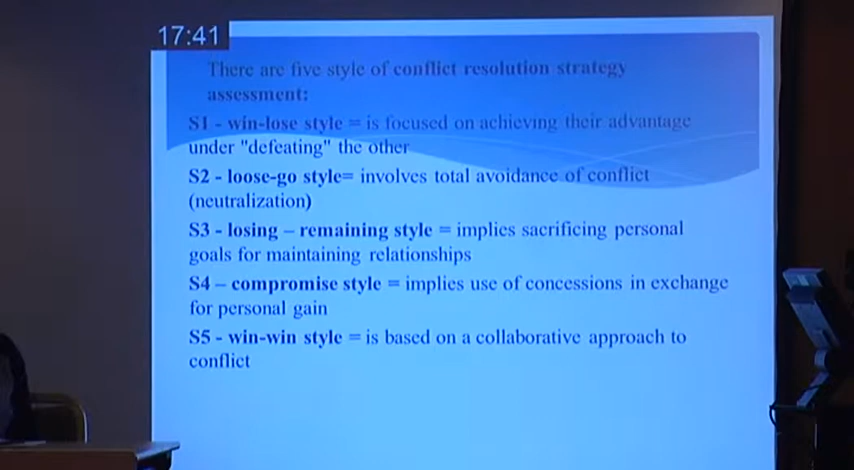 17:41
There are five style of conflict resolution strategy
assessment:
S1 - win-lose style = is focused on achieving their advantage
under "defeating" the other
S2 - loose-go style= involves total avoidance of conflict
(neutralization)
S3 - losing – remaining style = implies sacrificing personal
goals for maintaining relationships
S4 – compromise style = implies use of concessions in exchange
for personal gain
S5 - win-win style = is based on a collaborative approach to
conflict